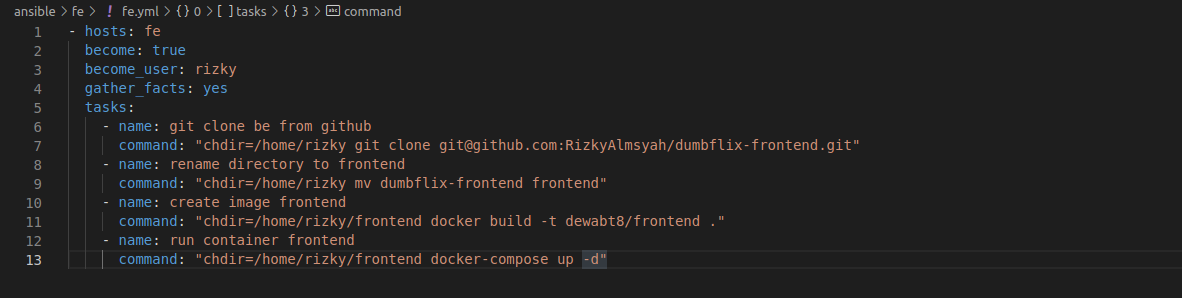 ansible > fe > ! fe.yml > {} 0 > [ ] tasks > {} 3 > abc command
1 - hosts: fe
2 become: true
3 become_user: rizky
4 gather_facts: yes
5 tasks:
6 - name: git clone be from github
7 command: "chdir=/home/rizky git clone git@github.com:RizkyAlmsyah/dumbflix-frontend.git"
8 - name: rename directory to frontend
9 command: "chdir=/home/rizky mv dumbflix-frontend frontend"
10 - name: create image frontend
11 command: "chdir=/home/rizky/frontend docker build -t dewabt8/frontend ."
12 - name: run container frontend
13 command: "chdir=/home/rizky/frontend docker-compose up -d"